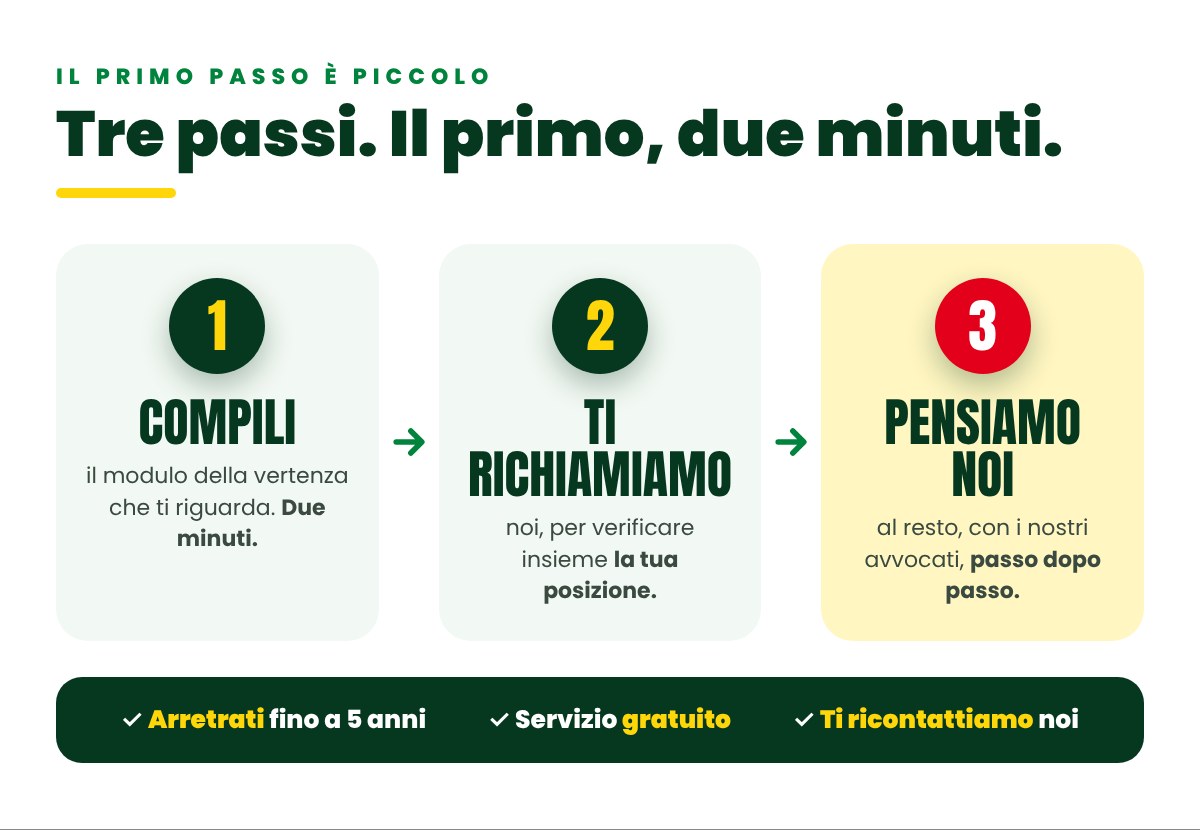 IL PRIMO PASSO È PICCOLO
Tre passi. Il primo, due minuti.
1
COMPILI
il modulo della vertenza
che ti riguarda. Due
minuti.
2
TI
RICHIAMIAMO
noi, per verificare
insieme la tua
posizione.
3
PENSIAMO
NOI
al resto, con i nostri
avvocati, passo dopo
passo.
✓ Arretrati fino a 5 anni
✓ Servizio gratuito
✓ Ti ricontattiamo noi